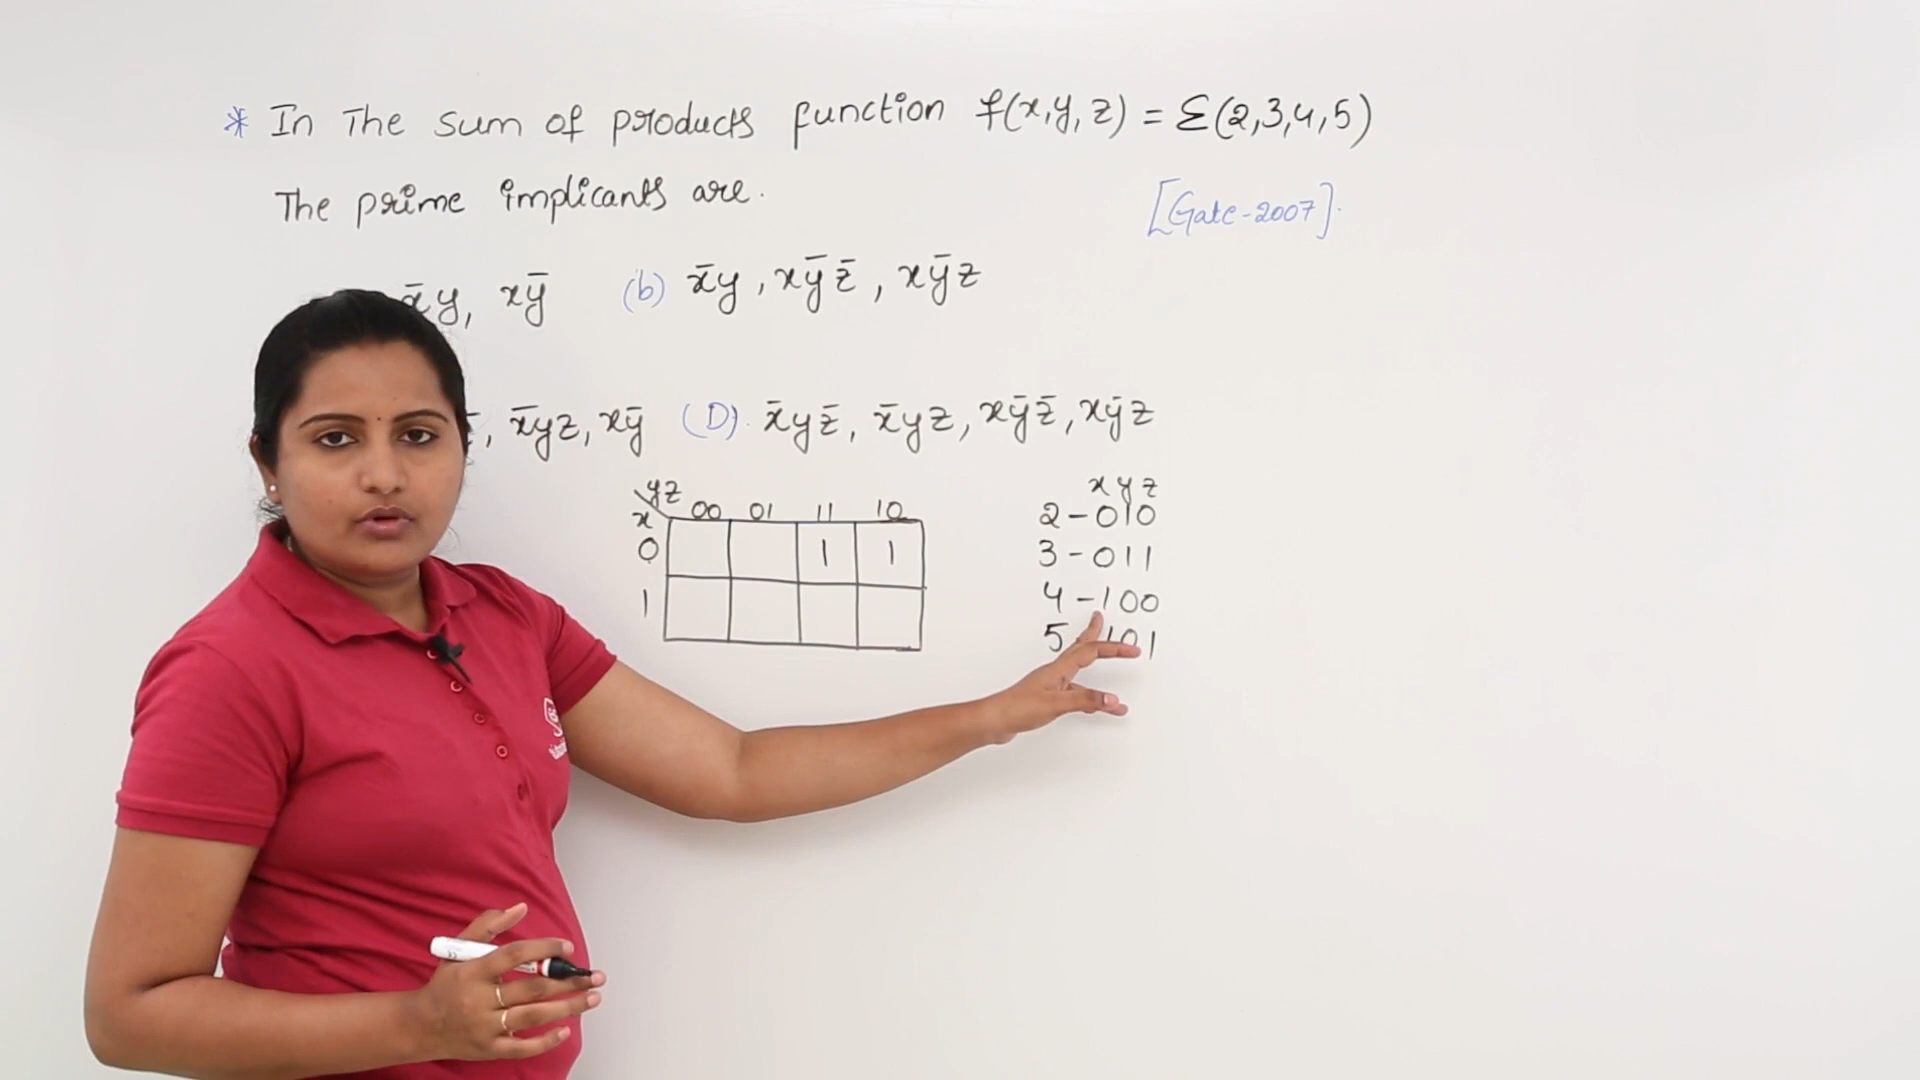 * In The sum of products function f(x,y,z) = Σ(2,3,4,5)
The prime implicants are.
[Gate-2007].
x̄y, xȳ (b) x̄y, xȳz̄, xȳz
, x̄yz, xȳ (D). x̄yz̄, x̄yz, xȳz̄, xȳz
yz
x 00 01 11 10
0 1 1
1
x y z
2 - 010
3 - 011
4 - 100
5 101